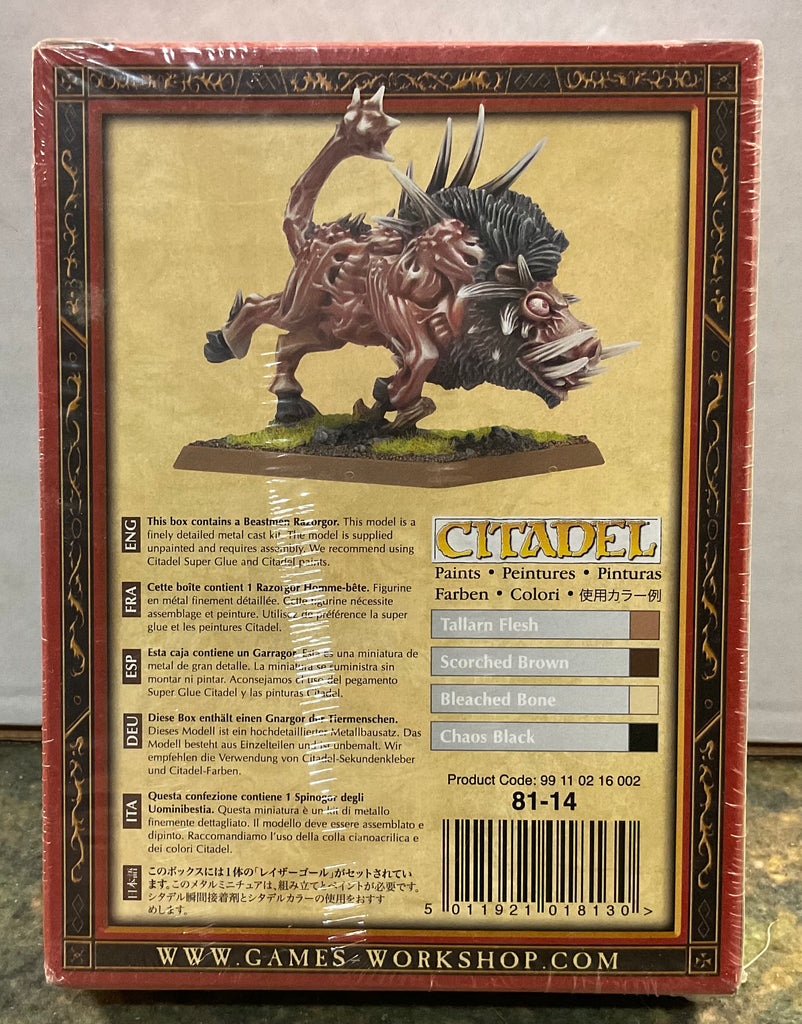 ENG
This box contains a Beastmen Razorgor. This model is a
finely detailed metal cast kit. The model is supplied
unpainted and requires assembly. We recommend using
Citadel Super Glue and Citadel paints.
FRA
Cette boîte contient 1 Razorgor Homme-bête. Figurine
en métal finement détaillée. Cette figurine nécessite
assemblage et peinture. Utilisez de préférence la super
glue et les peintures Citadel.
ESP
Esta caja contiene un Garragor. Esta es una miniatura de
metal de gran detalle. La miniatura se suministra sin
montar ni pintar. Aconsejamos el uso del pegamento
Super Glue Citadel y las pinturas Citadel.
DEU
Diese Box enthält einen Gnargor der Tiermenschen.
Dieses Modell ist ein hochdetaillierter Metallbausatz. Das
Modell besteht aus Einzelteilen und ist unbemalt. Wir
empfehlen die Verwendung von Citadel-Sekundenkleber
und Citadel-Farben.
ITA
Questa confezione contiene 1 Spinogor degli
Uominibestia. Questa miniatura è un kit di metallo
finemente dettagliato. Il modello deve essere assemblato e
dipinto. Raccomandiamo l'uso della colla cianoacrilica e
dei colori Citadel.
日本語
このボックスには1体の「レイザーゴール」がセットされてい
ます。このメタルミニチュアは、組み立てとペイントが必要です。
シタデル瞬間接着剤とシタデルカラーの使用をおすす
めします。
CITADEL
Paints • Peintures • Pinturas
Farben • Colori • 使用カラー例
Tallarn Flesh
Scorched Brown
Bleached Bone
Chaos Black
Product Code: 99 11 02 16 002
81-14
5 011921 018130 >
WWW.GAMES-WORKSHOP.COM